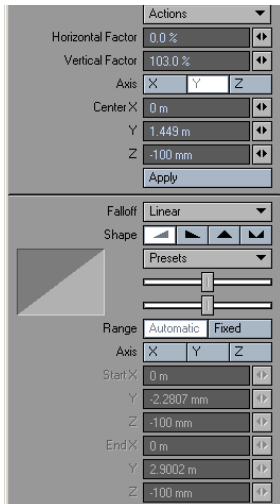 Actions
Horizontal Factor 0.0 %
Vertical Factor 103.0 %
Axis X Y Z
Center X 0 m
Y 1.449 m
Z -100 mm
Apply
Falloff Linear
Shape
Presets
Range Automatic Fixed
Axis X Y Z
Start X 0 m
Y -2.2807 mm
Z -100 mm
End X 0 m
Y 2.9002 m
Z -100 mm